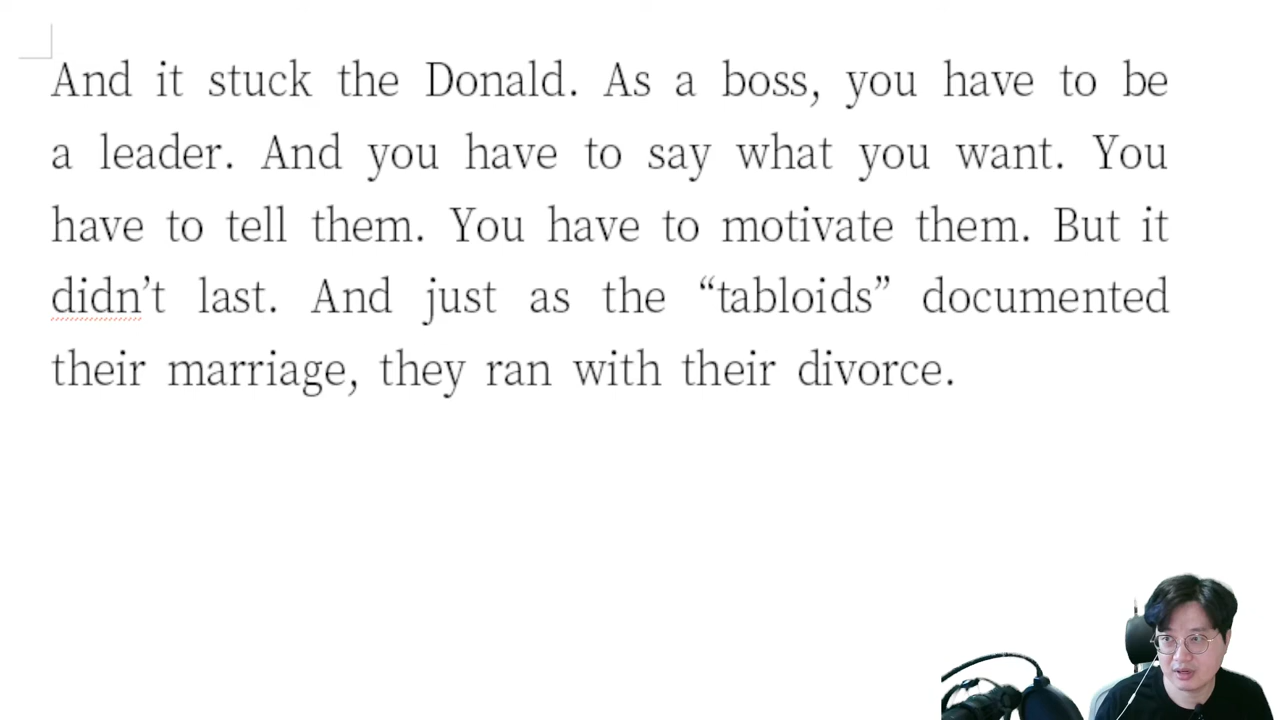 And it stuck the Donald. As a boss, you have to be
a leader. And you have to say what you want. You
have to tell them. You have to motivate them. But it
didn’t last. And just as the “tabloids” documented
their marriage, they ran with their divorce.